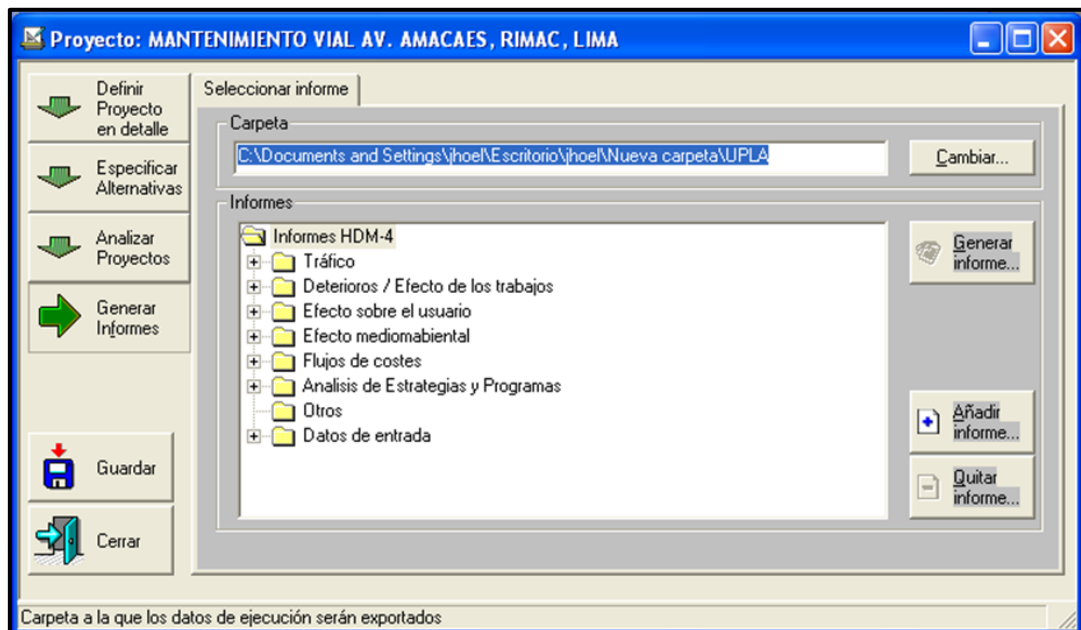 Proyecto: MANTENIMIENTO VIAL AV. AMACAES, RIMAC, LIMA
Definir
Proyecto
en detalle
Especificar
Alternativas
Analizar
Proyectos
Generar
Informes
Guardar
Cerrar
Seleccionar informe
Carpeta
C:\Documents and Settings\jhoel\Escritorio\jhoel\Nueva carpeta\UPLA
Cambiar...
Informes
Informes HDM-4
Tráfico
Deterioros / Efecto de los trabajos
Efecto sobre el usuario
Efecto mediomabiental
Flujos de costes
Analisis de Estrategias y Programas
Otros
Datos de entrada
Generar
informe...
Añadir
informe...
Quitar
informe...
Carpeta a la que los datos de ejecución serán exportados